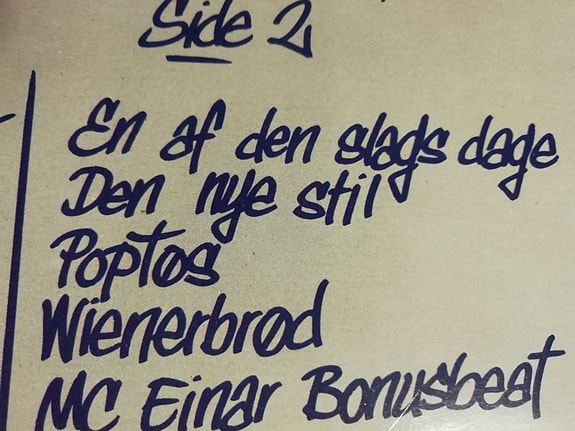 Side 2
En af den slags dage
Den nye stil
Poptøs
Wienerbrød
MC Einar Bonusbeat